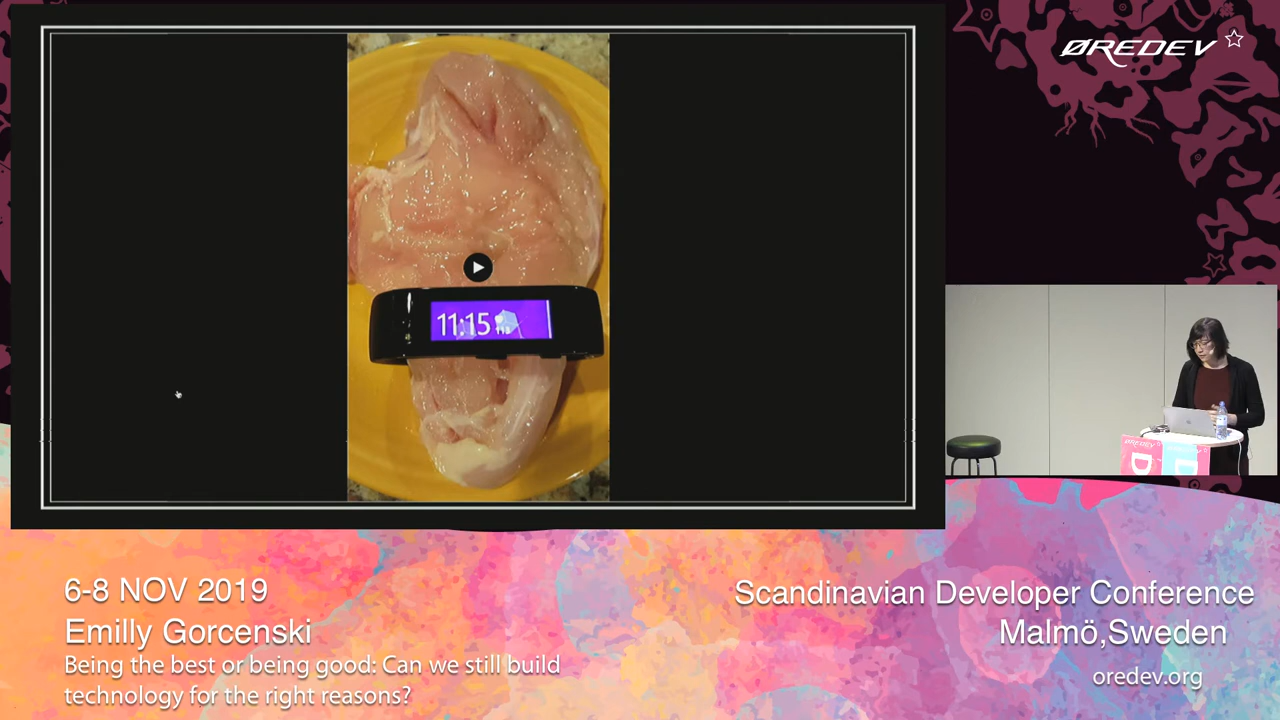 ØREDEV
11:15
ØREDEV
D
D
6-8 NOV 2019
Emilly Gorcenski
Being the best or being good: Can we still build
technology for the right reasons?
Scandinavian Developer Conference
Malmö,Sweden
oredev.org